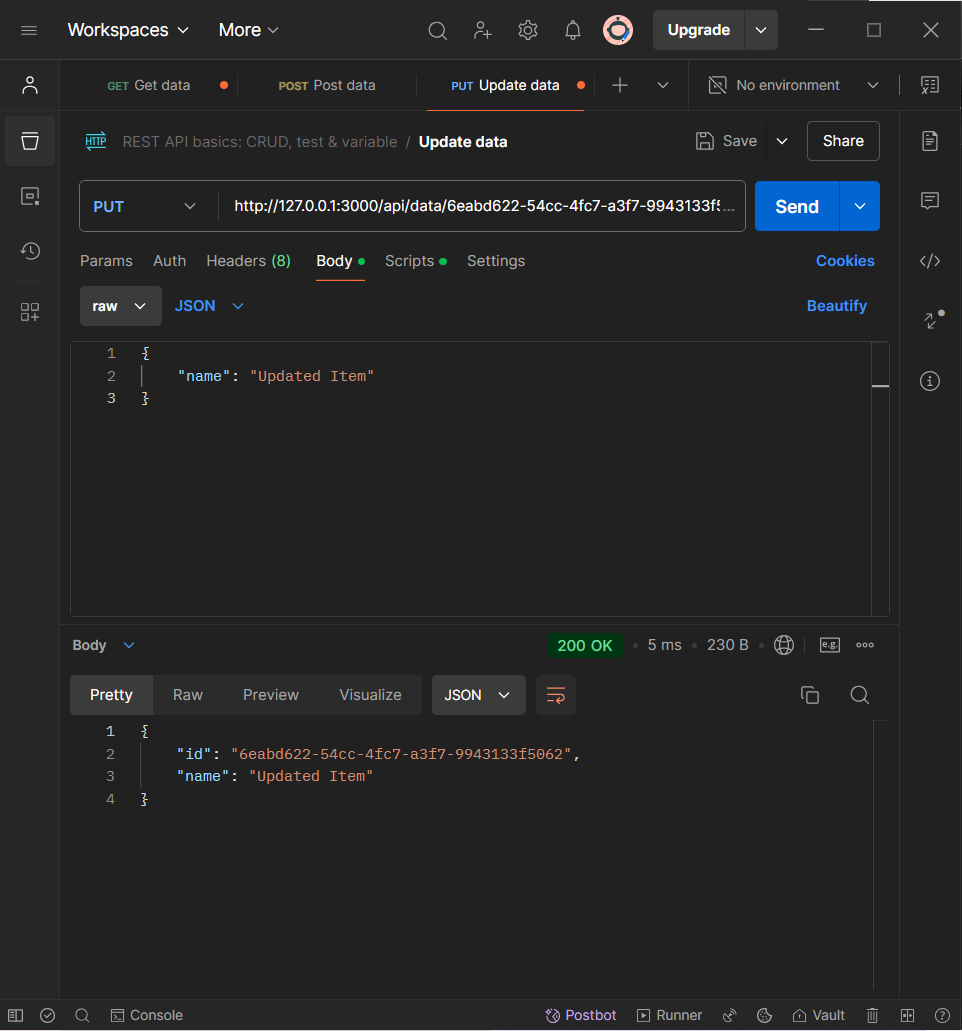 Workspaces More Upgrade
GET Get data POST Post data PUT Update data No environment
HTTP REST API basics: CRUD, test & variable / Update data Save Share
PUT http://127.0.0.1:3000/api/data/6eabd622-54cc-4fc7-a3f7-9943133f5... Send
Params Auth Headers (8) Body Scripts Settings Cookies
raw JSON Beautify
1 {
2 "name": "Updated Item"
3 }
Body 200 OK • 5 ms • 230 B • e.g.
Pretty Raw Preview Visualize JSON
1 {
2 "id": "6eabd622-54cc-4fc7-a3f7-9943133f5062",
3 "name": "Updated Item"
4 }
Console Postbot Runner Vault